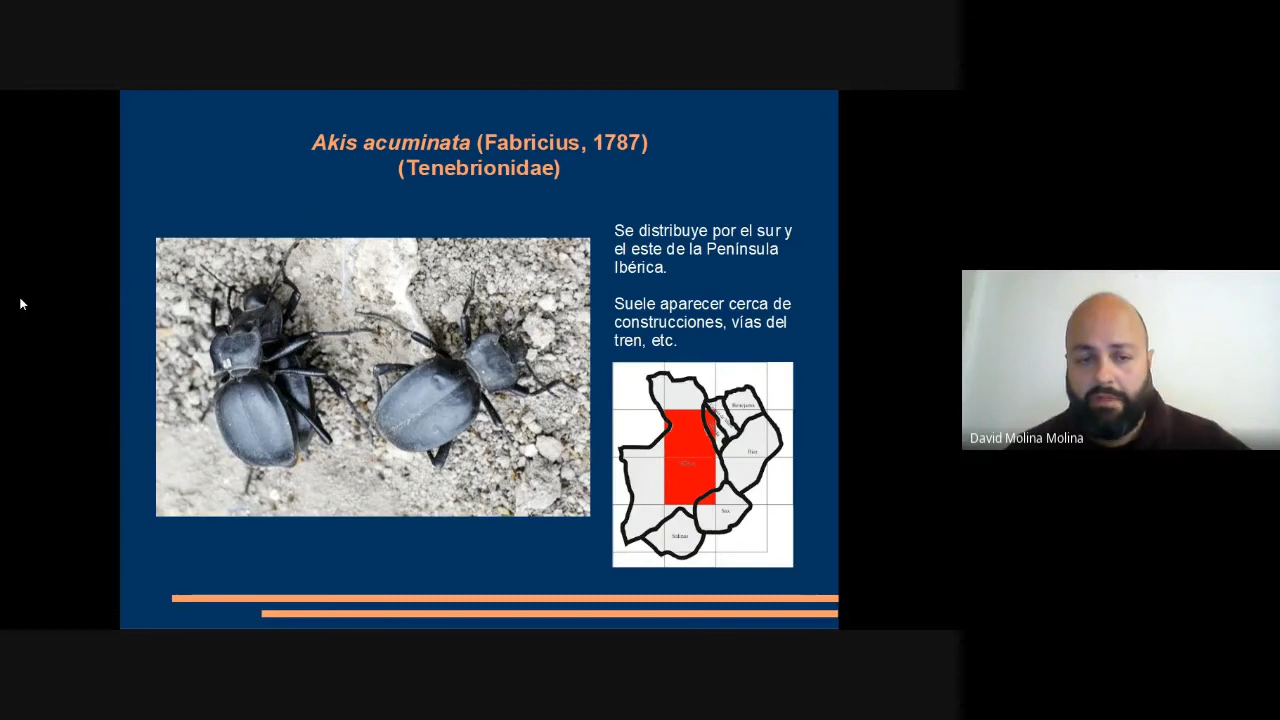 Akis acuminata (Fabricius, 1787)
(Tenebrionidae)
Se distribuye por el sur y
el este de la Península
Ibérica.
Suele aparecer cerca de
construcciones, vías del
tren, etc.
Salinas
David Molina Molina